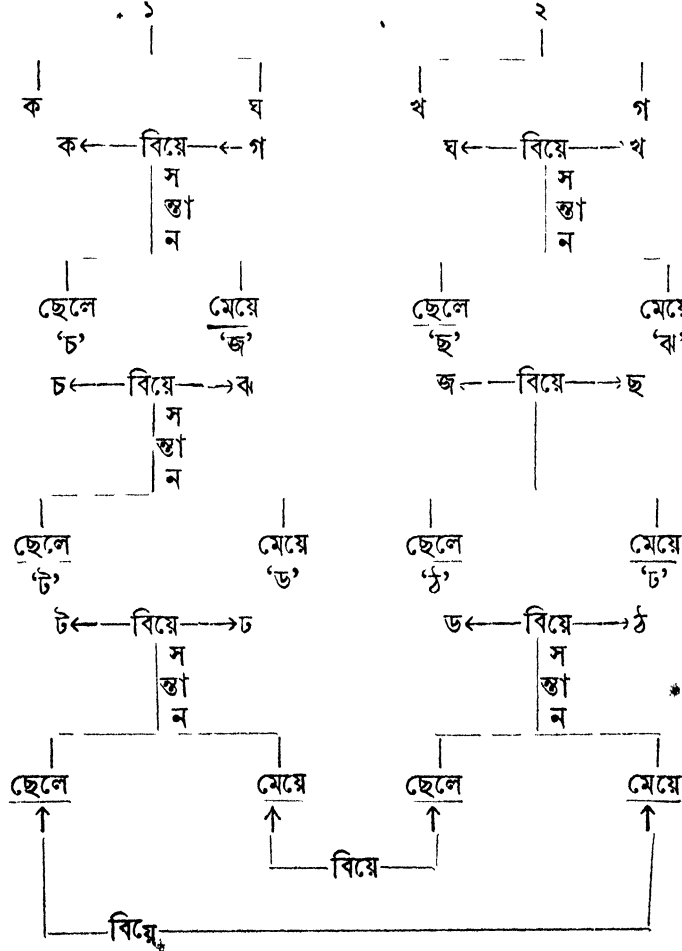 ১ ২
ক ঘ খ গ
ক ← বিয়ে ← গ ঘ ← বিয়ে খ
স স
ন্তা ন্তা
ন ন
ছেলে মেয়ে ছেলে মেয়ে
‘চ’ ‘জ’ ‘ছ’ ‘ঝ’
চ ← বিয়ে → ঝ জ ← বিয়ে → ছ
স
ন্তা
ন
ছেলে মেয়ে ছেলে মেয়ে
‘ট’ ‘ড’ ‘ঠ’ ‘ঢ’
ট ← বিয়ে → ঢ ড ← বিয়ে → ঠ
স স
ন্তা ন্তা
ন ন
ছেলে মেয়ে ছেলে মেয়ে
বিয়ে
বিয়ে